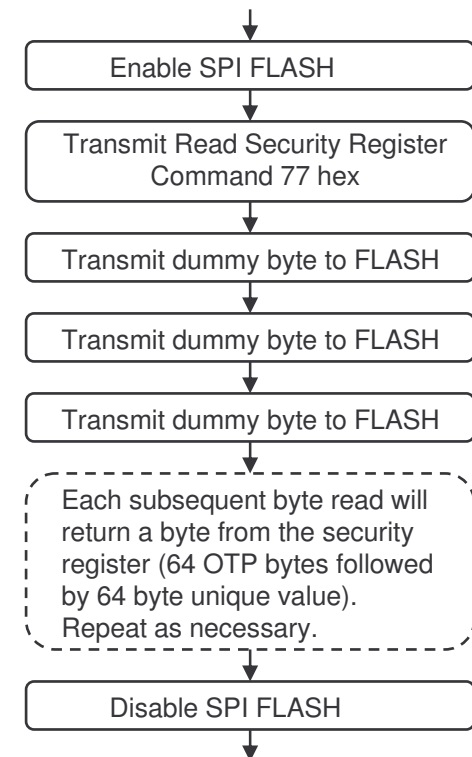 Enable SPI FLASH
Transmit Read Security Register
Command 77 hex
Transmit dummy byte to FLASH
Transmit dummy byte to FLASH
Transmit dummy byte to FLASH
Each subsequent byte read will
return a byte from the security
register (64 OTP bytes followed
by 64 byte unique value).
Repeat as necessary.
Disable SPI FLASH